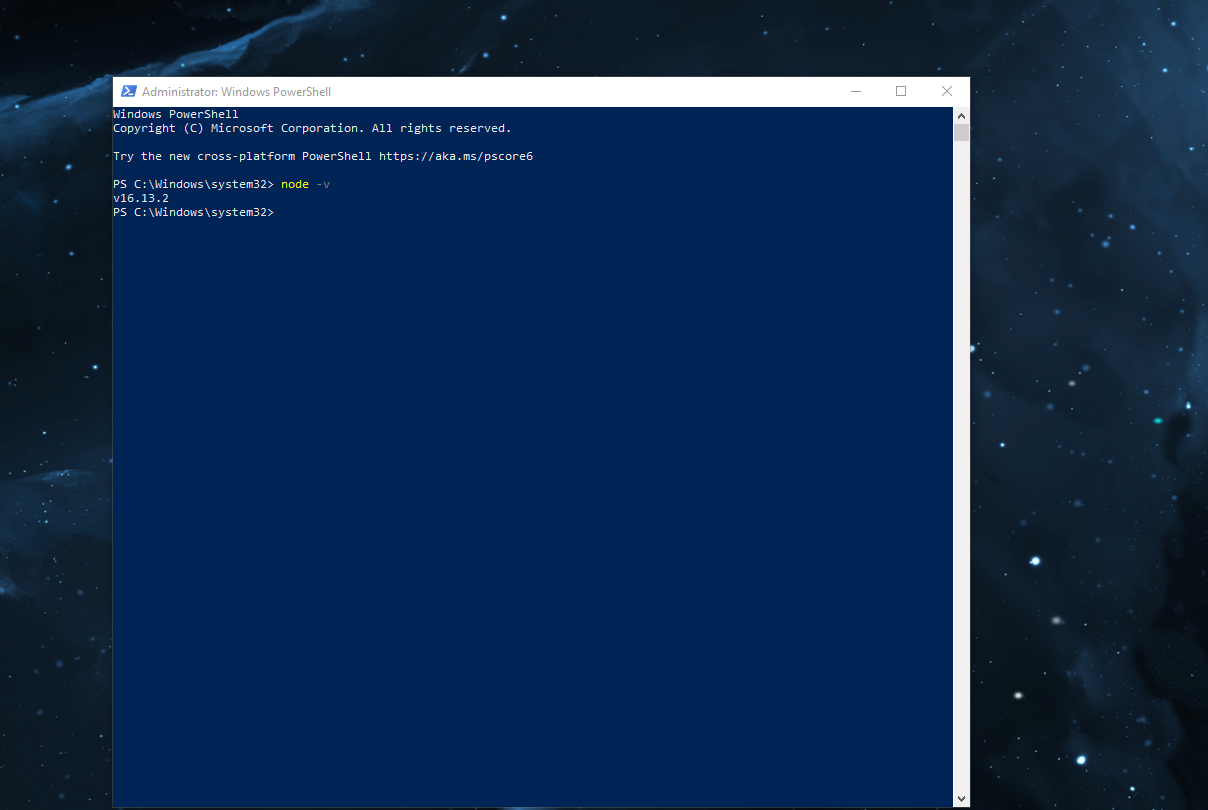 Administrator: Windows PowerShell
Windows PowerShell
Copyright (C) Microsoft Corporation. All rights reserved.
Try the new cross-platform PowerShell https://aka.ms/pscore6
PS C:\Windows\system32> node -v
v16.13.2
PS C:\Windows\system32>